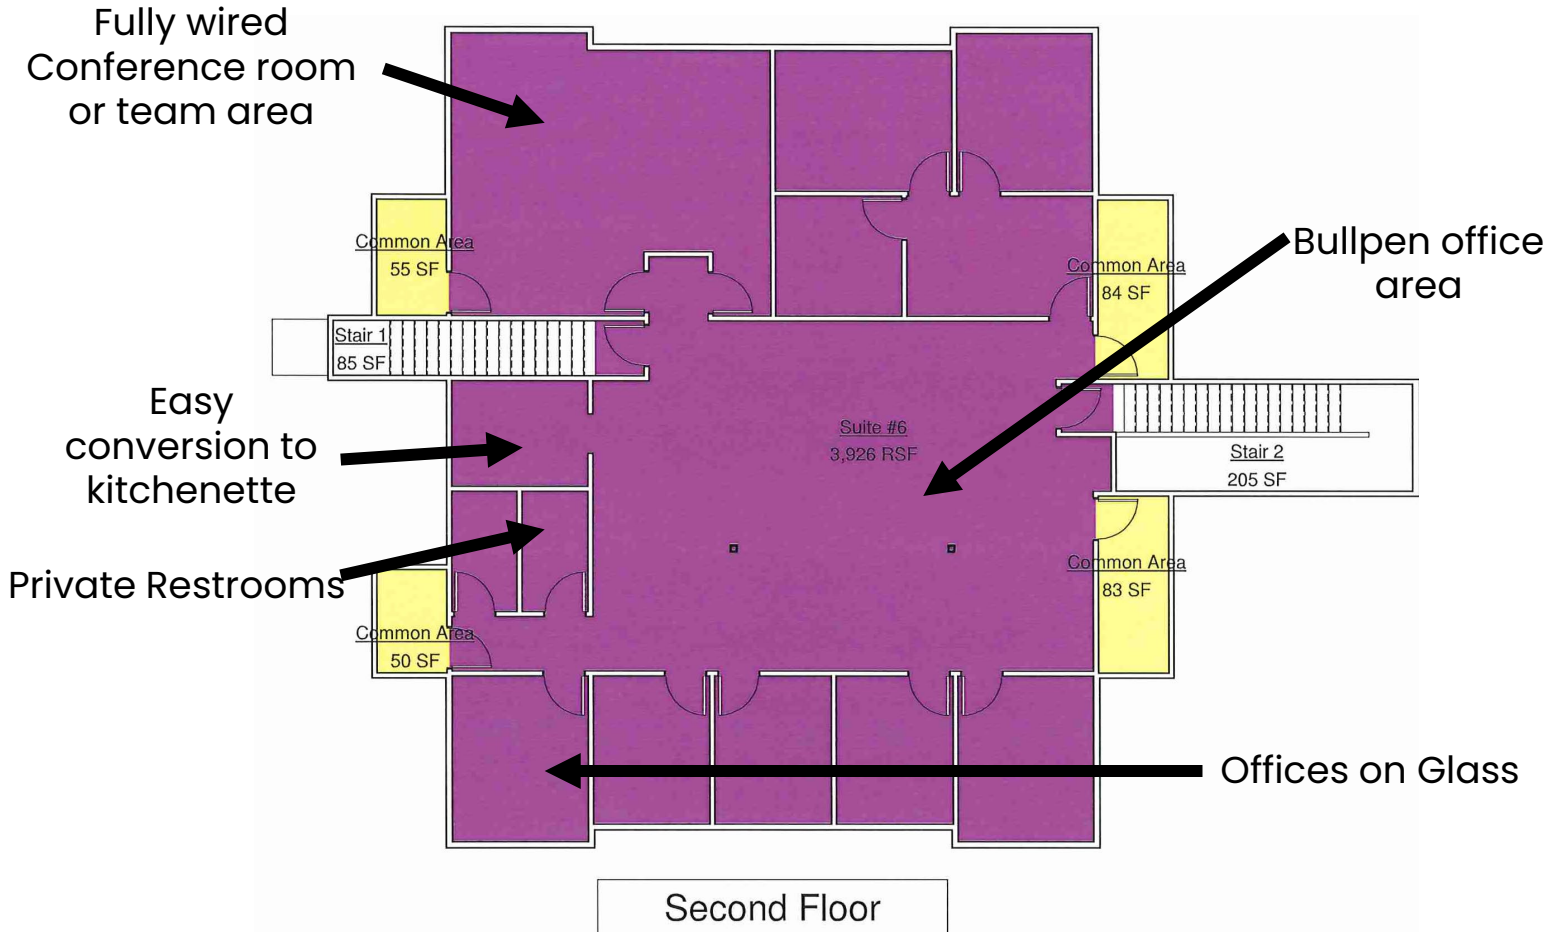 Fully wired
Conference room
or team area
Common Area
55 SF
Stair 1
85 SF
Easy
conversion to
kitchenette
Private Restrooms
Common Area
50 SF
Suite #6
3,926 RSF
Bullpen office
area
Common Area
84 SF
Stair 2
205 SF
Common Area
83 SF
Offices on Glass
Second Floor